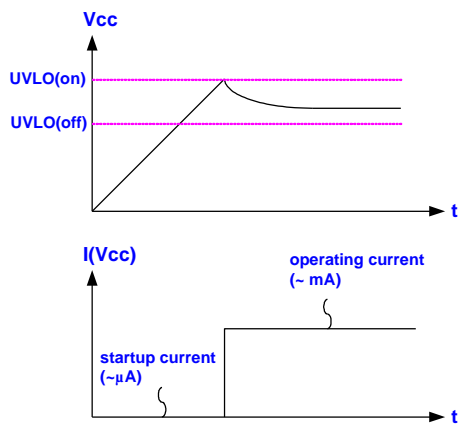 Vcc
UVLO(on)
UVLO(off)
t
I(Vcc)
operating current
(~ mA)
startup current
(~µA)
t